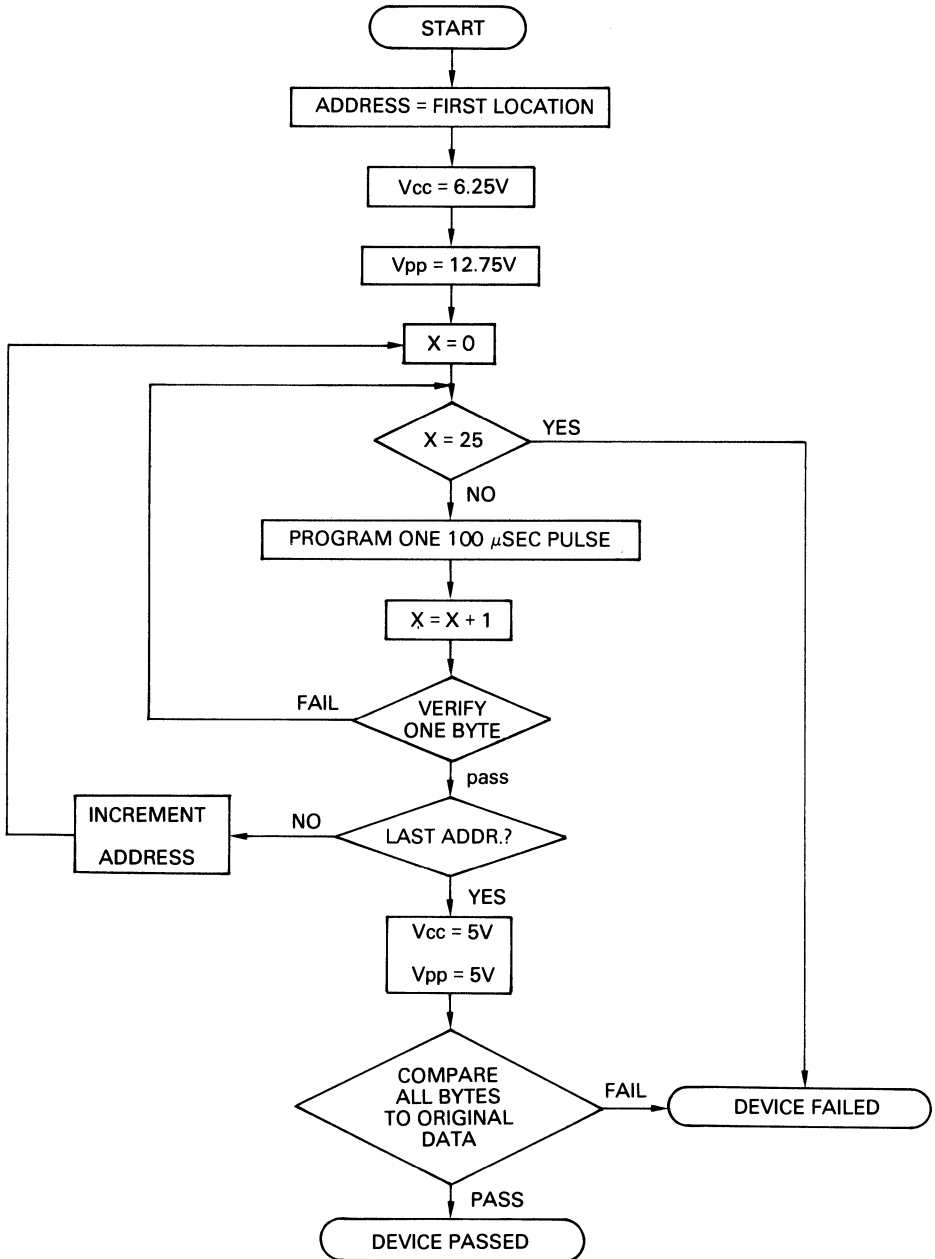 START
ADDRESS = FIRST LOCATION
Vcc = 6.25V
Vpp = 12.75V
X = 0
X = 25
YES
NO
PROGRAM ONE 100 μSEC PULSE
X = X + 1
FAIL
VERIFY
ONE BYTE
pass
INCREMENT
ADDRESS
NO
LAST ADDR.?
YES
Vcc = 5V
Vpp = 5V
COMPARE
ALL BYTES
TO ORIGINAL
DATA
FAIL
DEVICE FAILED
PASS
DEVICE PASSED